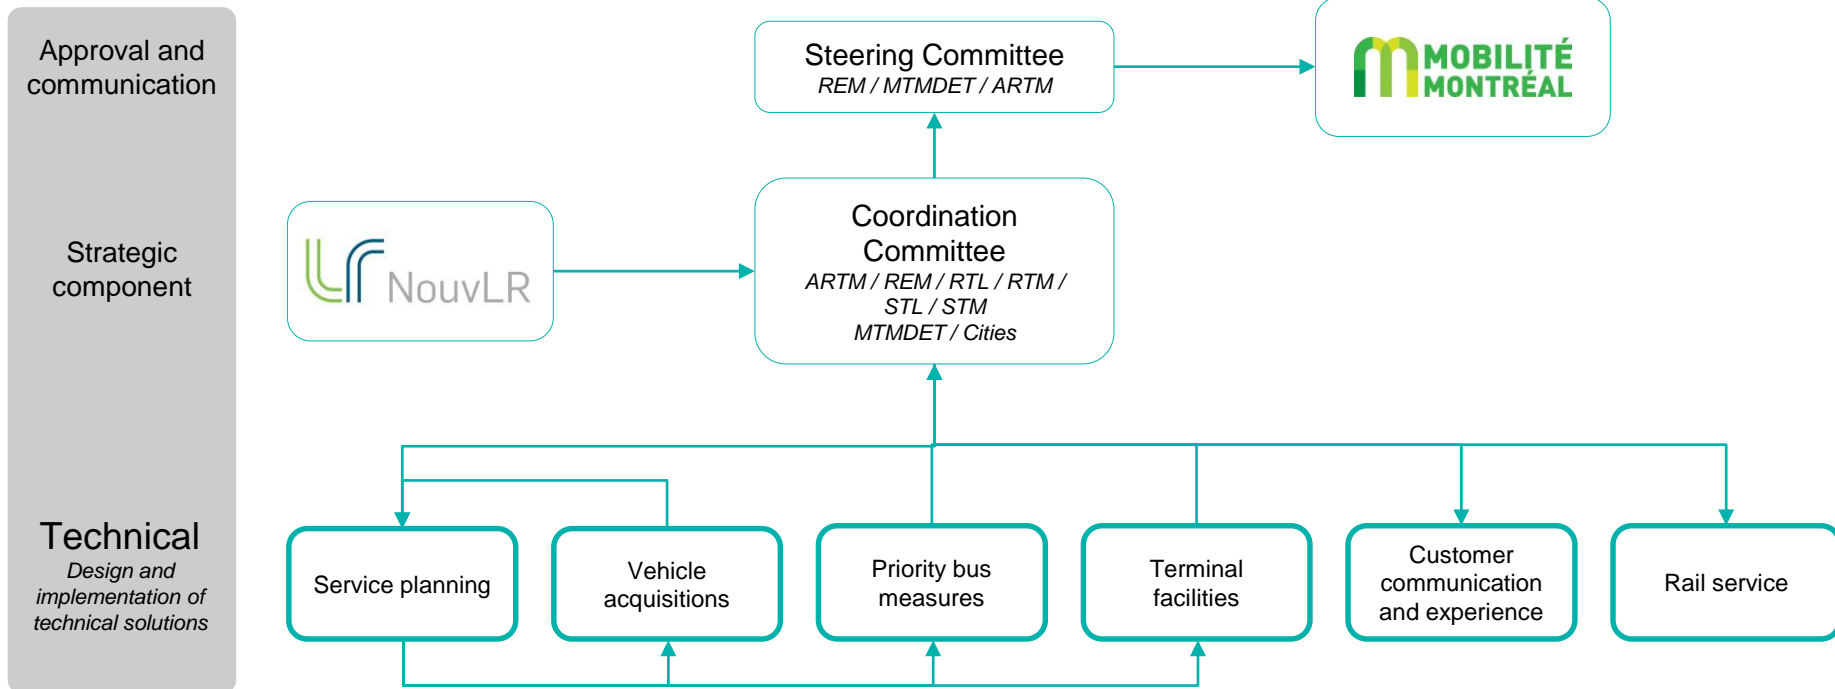 Approval and
communication
Steering Committee
REM / MTMDET / ARTM
MOBILITÉ
MONTRÉAL
Strategic
component
NouvLR
Coordination
Committee
ARTM / REM / RTL / RTM /
STL / STM
MTMDET / Cities
Technical
Design and
implementation of
technical solutions
Service planning
Vehicle
acquisitions
Priority bus
measures
Terminal
facilities
Customer
communication
and experience
Rail service